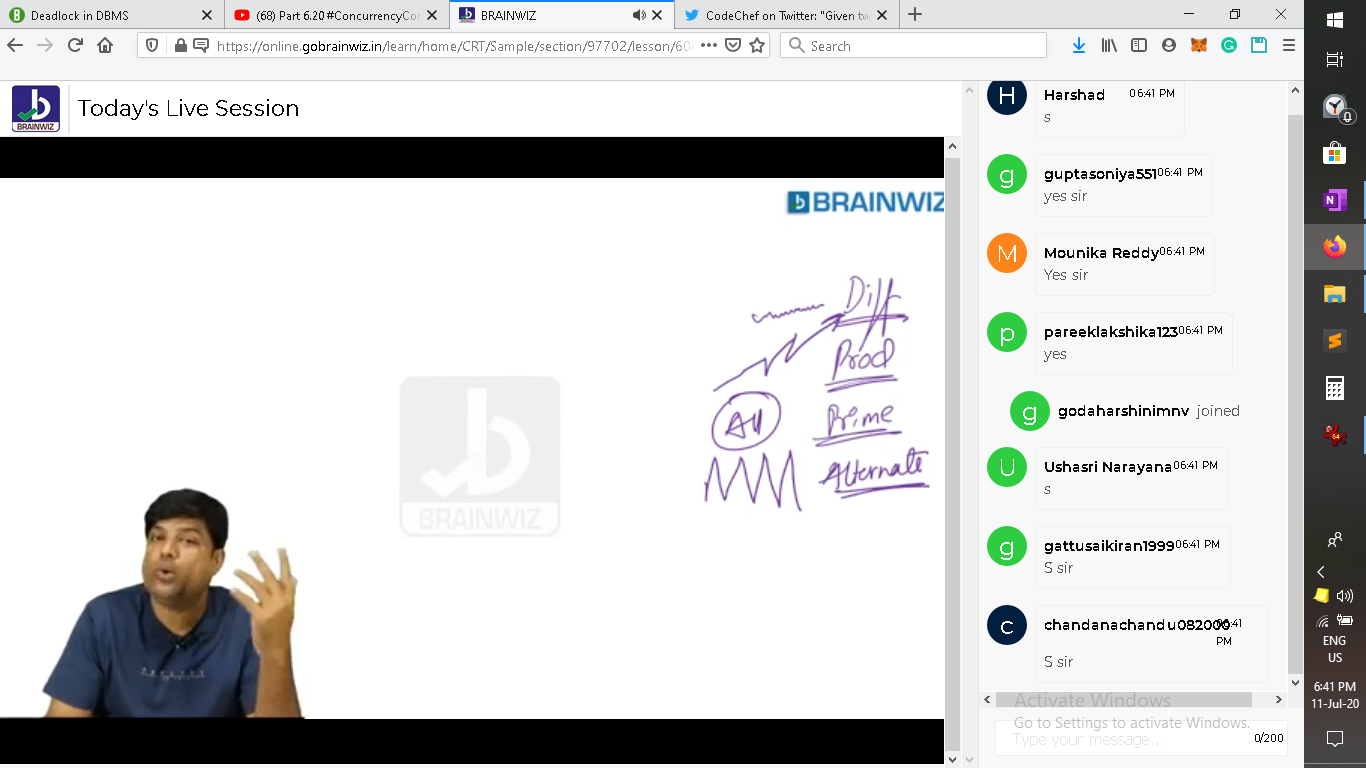 Deadlock in DBMS
(68) Part 6.20 #ConcurrencyCon
BRAINWIZ
CodeChef on Twitter: "Given tw
https://online.gobrainwiz.in/learn/home/CRT/Sample/section/97702/lesson/604
Search
BRAINWIZ
Today's Live Session
BRAINWIZ
Diff
Prod
All
Prime
Alternate
BRAINWIZ
H
Harshad 06:41 PM
s
g
guptasoniya551 06:41 PM
yes sir
M
Mounika Reddy 06:41 PM
Yes sir
p
pareeklakshika123 06:41 PM
yes
g
godaharshinimnv joined
U
Ushasri Narayana 06:41 PM
s
g
gattusaikiran1999 06:41 PM
S sir
c
chandanachandu082000 06:41
PM
S sir
Activate Windows
Go to Settings to activate Windows.
Type your message... 0/200
64
ENG
US
6:41 PM
11-Jul-20